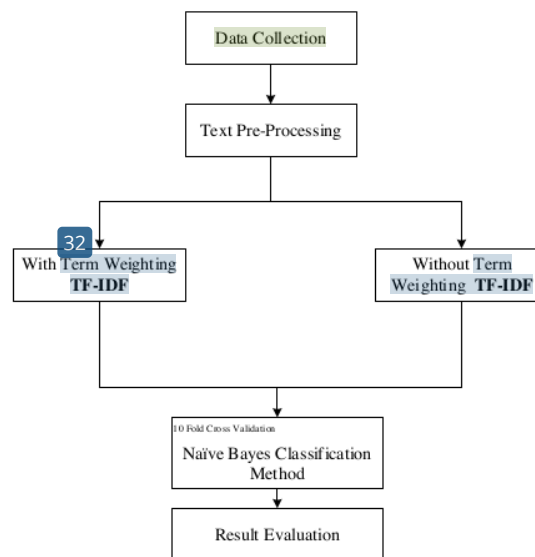 Data Collection
Text Pre-Processing
32
With Term Weighting
TF-IDF
Without Term
Weighting TF-IDF
10 Fold Cross Validation
Naïve Bayes Classification
Method
Result Evaluation